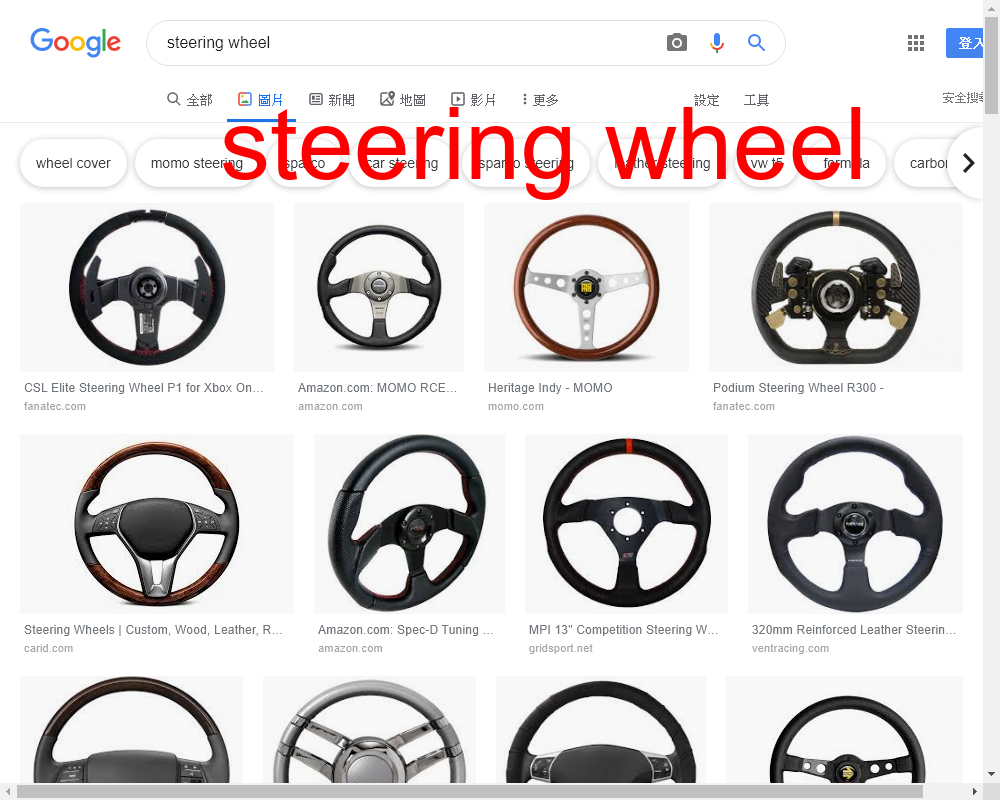 Google
steering wheel
登入
全部
圖片
新聞
地圖
影片
更多
設定
工具
安全搜尋
steering wheel
wheel cover
momo steering
sparco
car steering
sparco steering
leather steering
vw t5
formula
carbon
CSL Elite Steering Wheel P1 for Xbox On...
fanatec.com
Amazon.com: MOMO RCE...
amazon.com
Heritage Indy - MOMO
momo.com
Podium Steering Wheel R300 -
fanatec.com
Steering Wheels | Custom, Wood, Leather, R...
carid.com
Amazon.com: Spec-D Tuning ...
amazon.com
MPI 13" Competition Steering W...
gridsport.net
320mm Reinforced Leather Steerin...
ventracing.com